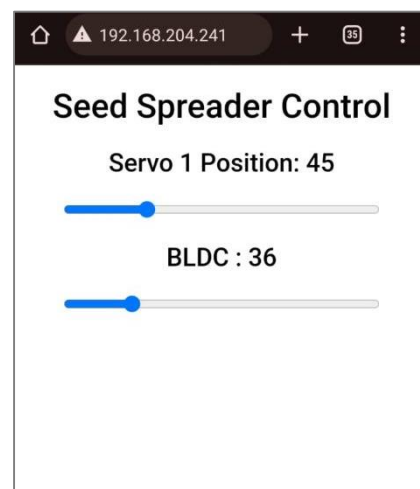 192.168.204.241
35
Seed Spreader Control
Servo 1 Position: 45
BLDC : 36